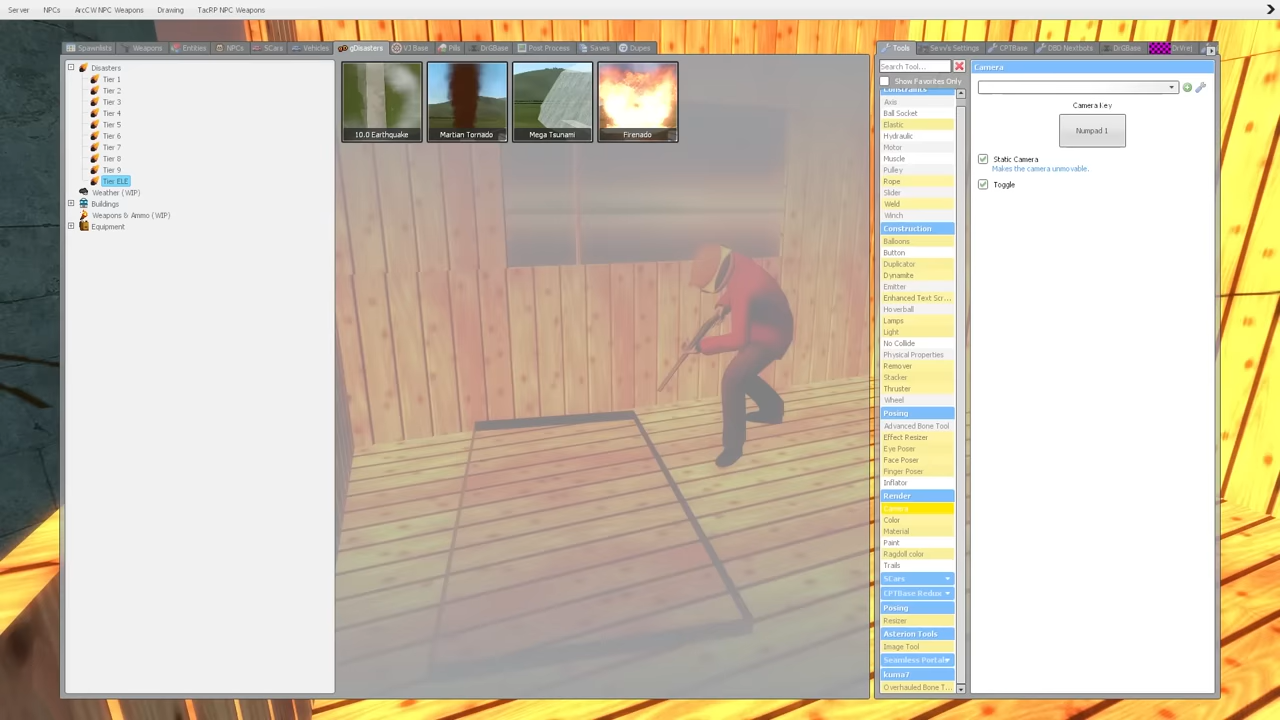 Server NPCs ArcCW NPC Weapons Drawing TacRP NPC Weapons
Spawnlists Weapons Entities NPCs SCars Vehicles gDisasters VJ Base Pills DrGBase Post Process Saves Dupes
Disasters
Tier 1
Tier 2
Tier 3
Tier 4
Tier 5
Tier 6
Tier 7
Tier 8
Tier 9
Tier ELE
Weather (WIP)
Buildings
Weapons & Ammo (WIP)
Equipment
10.0 Earthquake
Martian Tornado
Mega Tsunami
Firenado
Tools Sevv's Settings CPTBase DBD Nextbots DrGBase DrVrej
Search Tool...
Show Favorites Only
Constraints
Axis
Ball Socket
Elastic
Hydraulic
Motor
Muscle
Pulley
Rope
Slider
Weld
Winch
Construction
Balloons
Button
Duplicator
Dynamite
Emitter
Enhanced Text Scr...
Hoverball
Lamps
Light
No Collide
Physical Properties
Remover
Stacker
Thruster
Wheel
Posing
Advanced Bone Tool
Effect Resizer
Eye Poser
Face Poser
Finger Poser
Inflator
Render
Camera
Color
Material
Paint
Ragdoll color
Trails
SCars
CPTBase Redux
Posing
Resizer
Asterion Tools
Image Tool
Seamless Portals
kuma7
Overhauled Bone T...
Camera
Camera Key
Numpad 1
Static Camera
Makes the camera unmovable.
Toggle